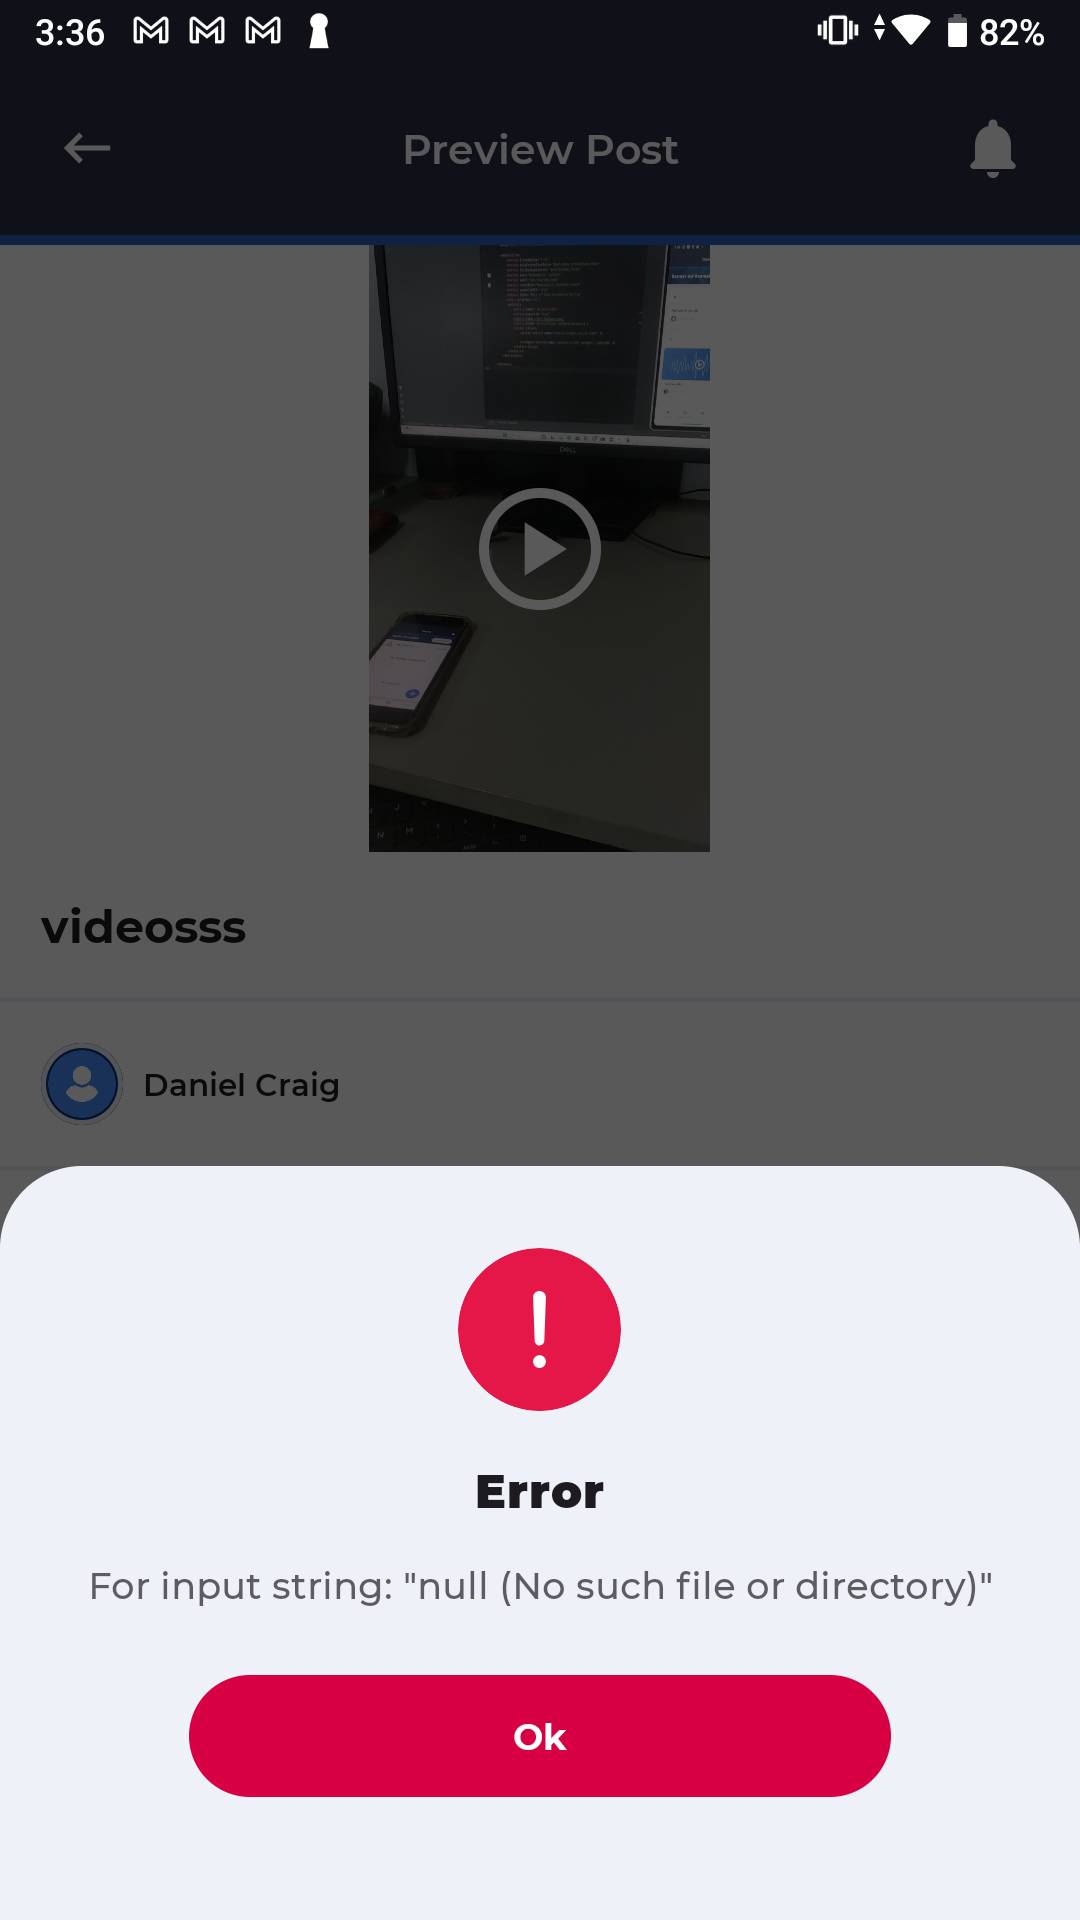 3:36
82%
Preview Post
DELL
videosss
Daniel Craig
Error
For input string: "null (No such file or directory)"
Ok